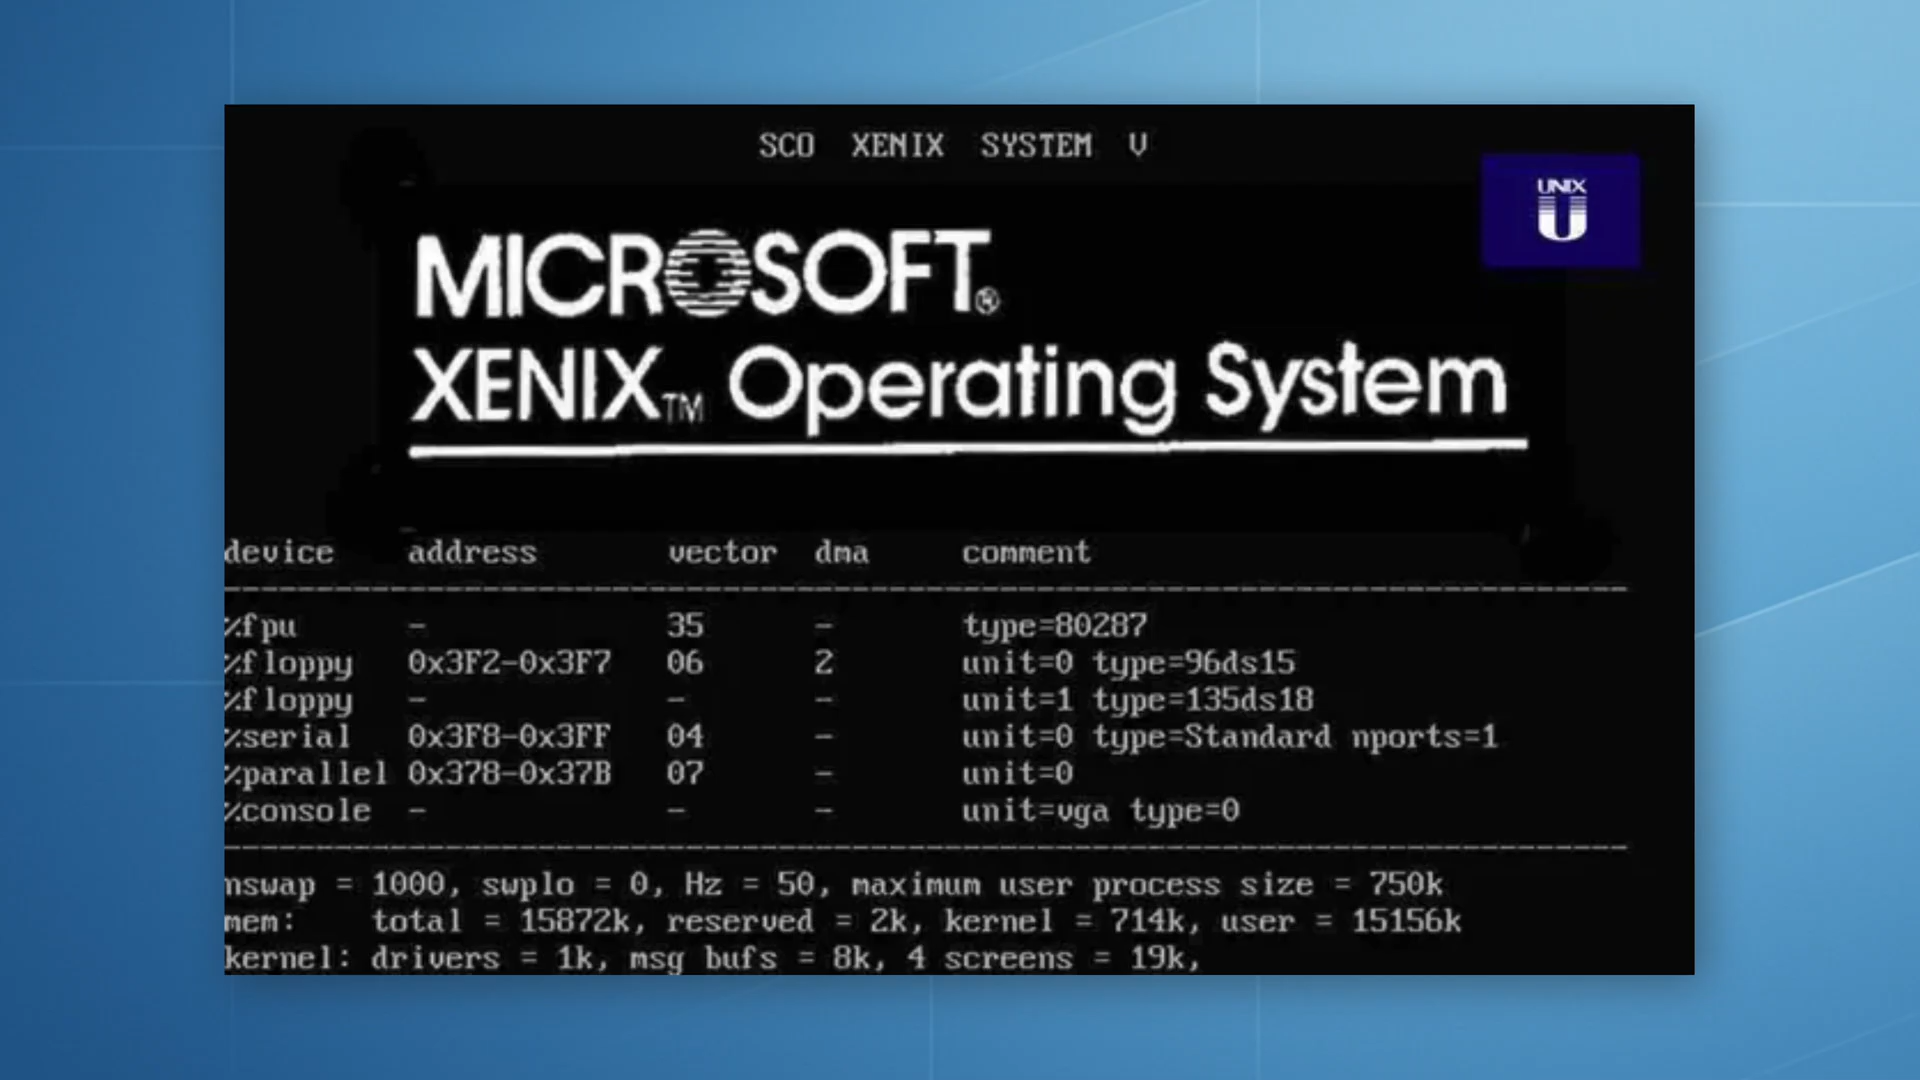 SCO XENIX SYSTEM V
UNIX
U
MICROSOFT®
XENIX™ Operating System
device address vector dma comment
%fpu - 35 - type=80287
%floppy 0x3F2-0x3F7 06 2 unit=0 type=96ds15
%floppy - - - unit=1 type=135ds18
%serial 0x3F8-0x3FF 04 - unit=0 type=Standard nports=1
%parallel 0x378-0x37B 07 - unit=0
%console - - - unit=vga type=0
nswap = 1000, swplo = 0, Hz = 50, maximum user process size = 750k
mem: total = 15872k, reserved = 2k, kernel = 714k, user = 15156k
kernel: drivers = 1k, msg bufs = 8k, 4 screens = 19k,